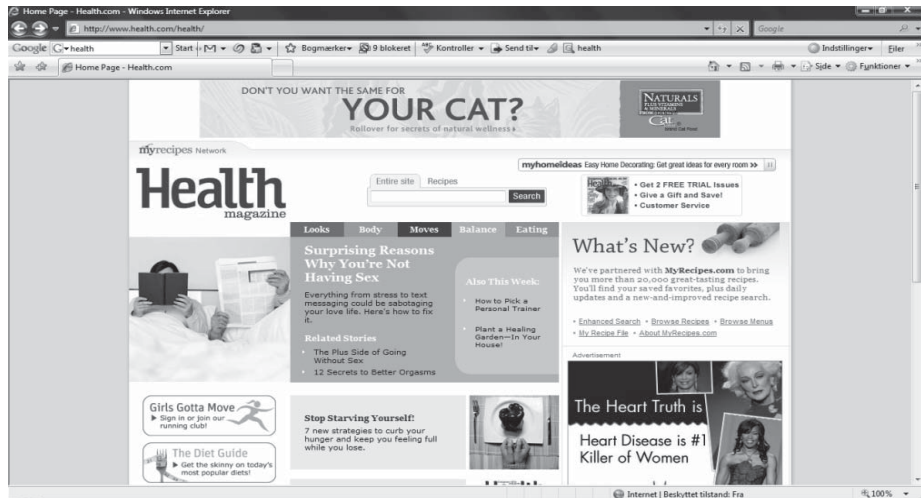 Home Page - Health.com - Windows Internet Explorer
http://www.health.com/health/
Google
Google health Start Bogmærker 9 blokeret Kontroller Send til health Indstillinger Eiler
Home Page - Health.com
Side Funktioner
DON'T YOU WANT THE SAME FOR
YOUR CAT?
Rollover for secrets of natural wellness
NATURALS
PLUS VITAMINS
& MINERALS
Cat
myrecipes Network
myhomeideas Easy Home Decorating: Get great ideas for every room >>
Health
magazine
Entire site Recipes
Search
Health
• Get 2 FREE TRIAL Issues
• Give a Gift and Save!
• Customer Service
Looks Body Moves Balance Eating
Surprising Reasons
Why You're Not
Having Sex
Everything from stress to text
messaging could be sabotaging
your love life. Here's how to fix
it.
Related Stories
• The Plus Side of Going
Without Sex
• 12 Secrets to Better Orgasms
Also This Week:
• How to Pick a
Personal Trainer
• Plant a Healing
Garden—In Your
House!
What's New?
We've partnered with MyRecipes.com to bring
you more than 20,000 great-tasting recipes.
You'll find your saved favorites, plus daily
updates and a new-and-improved recipe search.
• Enhanced Search • Browse Recipes • Browse Menus
• My Recipe File • About MyRecipes.com
Advertisement
The Heart Truth is
Heart Disease is #1
Killer of Women
Girls Gotta Move
Sign in or join our
running club!
The Diet Guide
Get the skinny on today's
most popular diets!
Stop Starving Yourself!
7 new strategies to curb your
hunger and keep you feeling full
while you lose.
Health
Internet | Beskyttet tilstand: Fra
100%